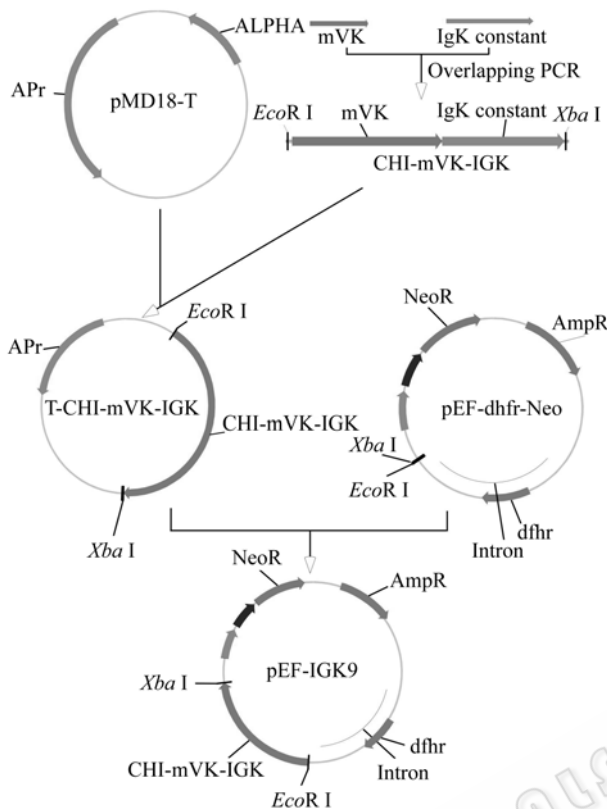 ALPHA
APr
pMD18-T
mVK
IgK constant
Overlapping PCR
EcoR I
mVK
IgK constant
Xba I
CHI-mVK-IGK
EcoR I
APr
T-CHI-mVK-IGK
CHI-mVK-IGK
Xba I
NeoR
AmpR
pEF-dhfr-Neo
Xba I
EcoR I
dfhr
Intron
NeoR
AmpR
pEF-IGK9
Xba I
CHI-mVK-IGK
EcoR I
dfhr
Intron